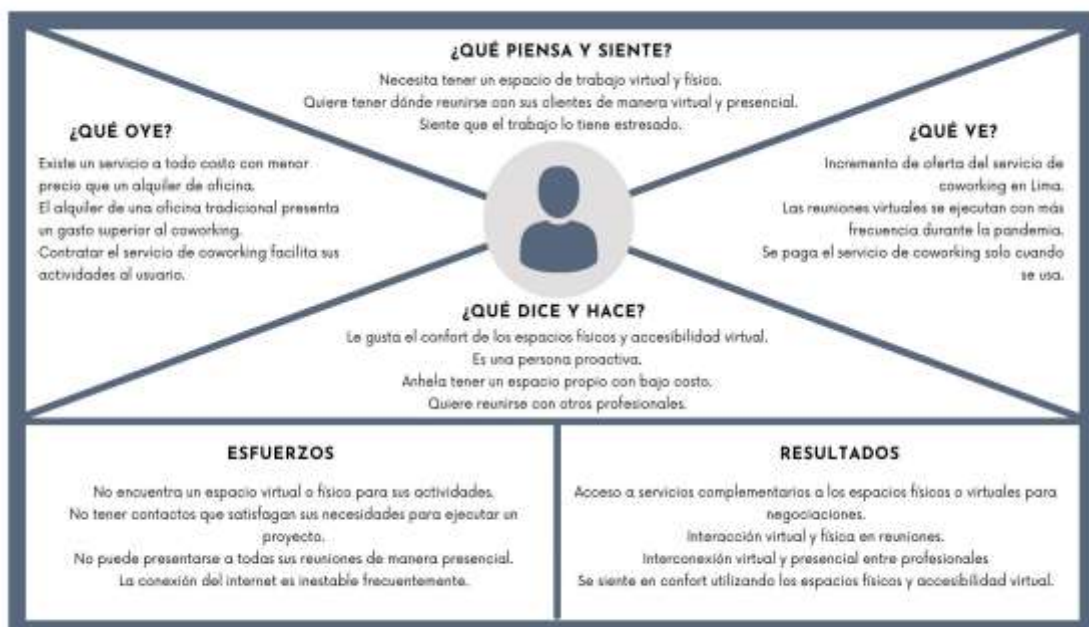 ¿QUÉ PIENSA Y SIENTE?
Necesita tener un espacio de trabajo virtual y físico.
Quiere tener dónde reunirse con sus clientes de manera virtual y presencial.
Siente que el trabajo lo tiene estresado.
¿QUÉ OYE?
Existe un servicio a todo costo con menor
precio que un alquiler de oficina.
El alquiler de una oficina tradicional presenta
un gasto superior al coworking.
Contratar el servicio de coworking facilita sus
actividades al usuario.
¿QUÉ VE?
Incremento de oferta del servicio de
coworking en Lima.
Las reuniones virtuales se ejecutan con más
frecuencia durante la pandemia.
Se paga el servicio de coworking solo cuando
se usa.
¿QUÉ DICE Y HACE?
Le gusta el confort de los espacios físicos y accesibilidad virtual.
Es una persona proactiva.
Anhela tener un espacio propio con bajo costo.
Quiere reunirse con otros profesionales.
ESFUERZOS
No encuentra un espacio virtual o físico para sus actividades.
No tener contactos que satisfagan sus necesidades para ejecutar un
proyecto.
No puede presentarse a todas sus reuniones de manera presencial.
La conexión del internet es inestable frecuentemente.
RESULTADOS
Acceso a servicios complementarios a los espacios físicos o virtuales para
negociaciones.
Interacción virtual y física en reuniones.
Interconexión virtual y presencial entre profesionales
Se siente en confort utilizando los espacios físicos y accesibilidad virtual.